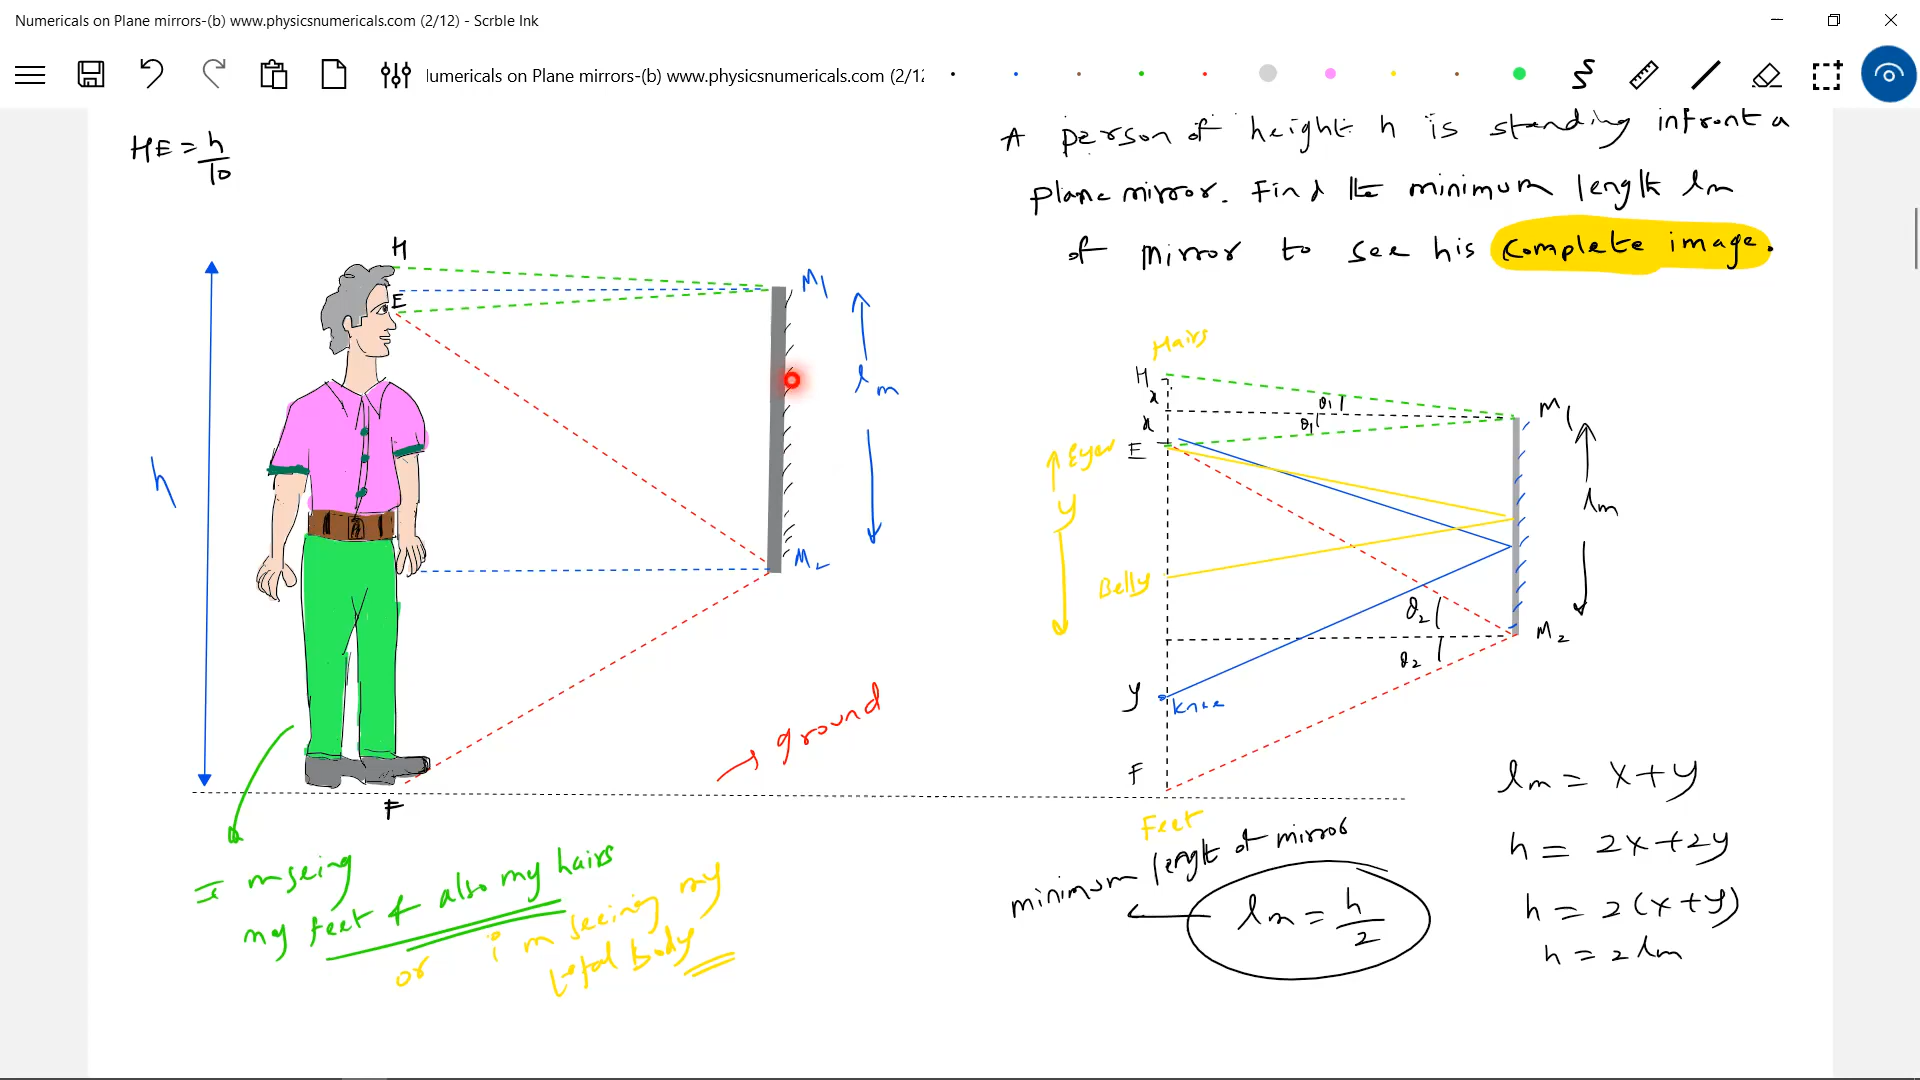 Numericals on Plane mirrors-(b) www.physicsnumericals.com (2/12) - Scrble Ink
umericals on Plane mirrors-(b) www.physicsnumericals.com (2/12
HE = h/10
A person of height h is standing infront a
plane mirror. Find the minimum length lm
of mirror to see his complete image.
H
E
M1
lm
M2
h
F
→ ground
I m seing
my feet & also my hairs
or i m seeing my
total body
Hairs
H
x
x
E
Eyes
y
Belly
y
Knee
F
Feet
θ1
θ1
θ2
θ2
M1
lm
M2
minimum length of mirror
lm = h/2
lm = x+y
h = 2x+2y
h = 2(x+y)
h = 2lm